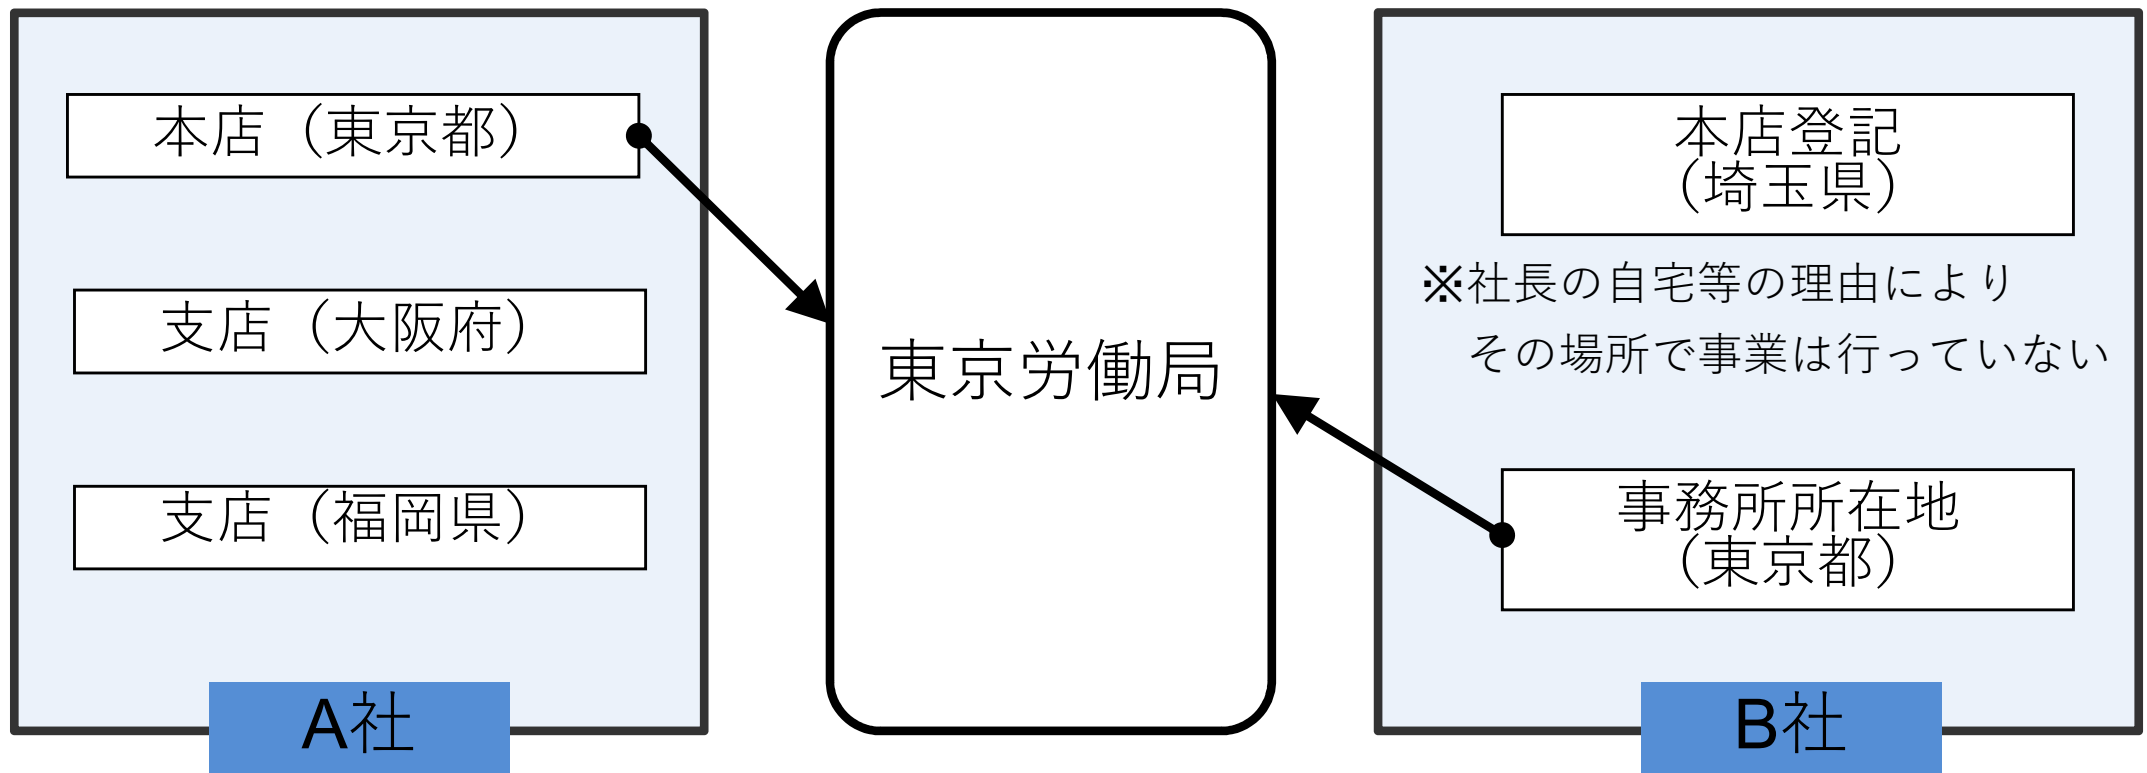 本店（東京都）
支店（大阪府）
支店（福岡県）
A社
東京労働局
本店登記
（埼玉県）
※社長の自宅等の理由により
その場所で事業は行っていない
事務所所在地
（東京都）
B社